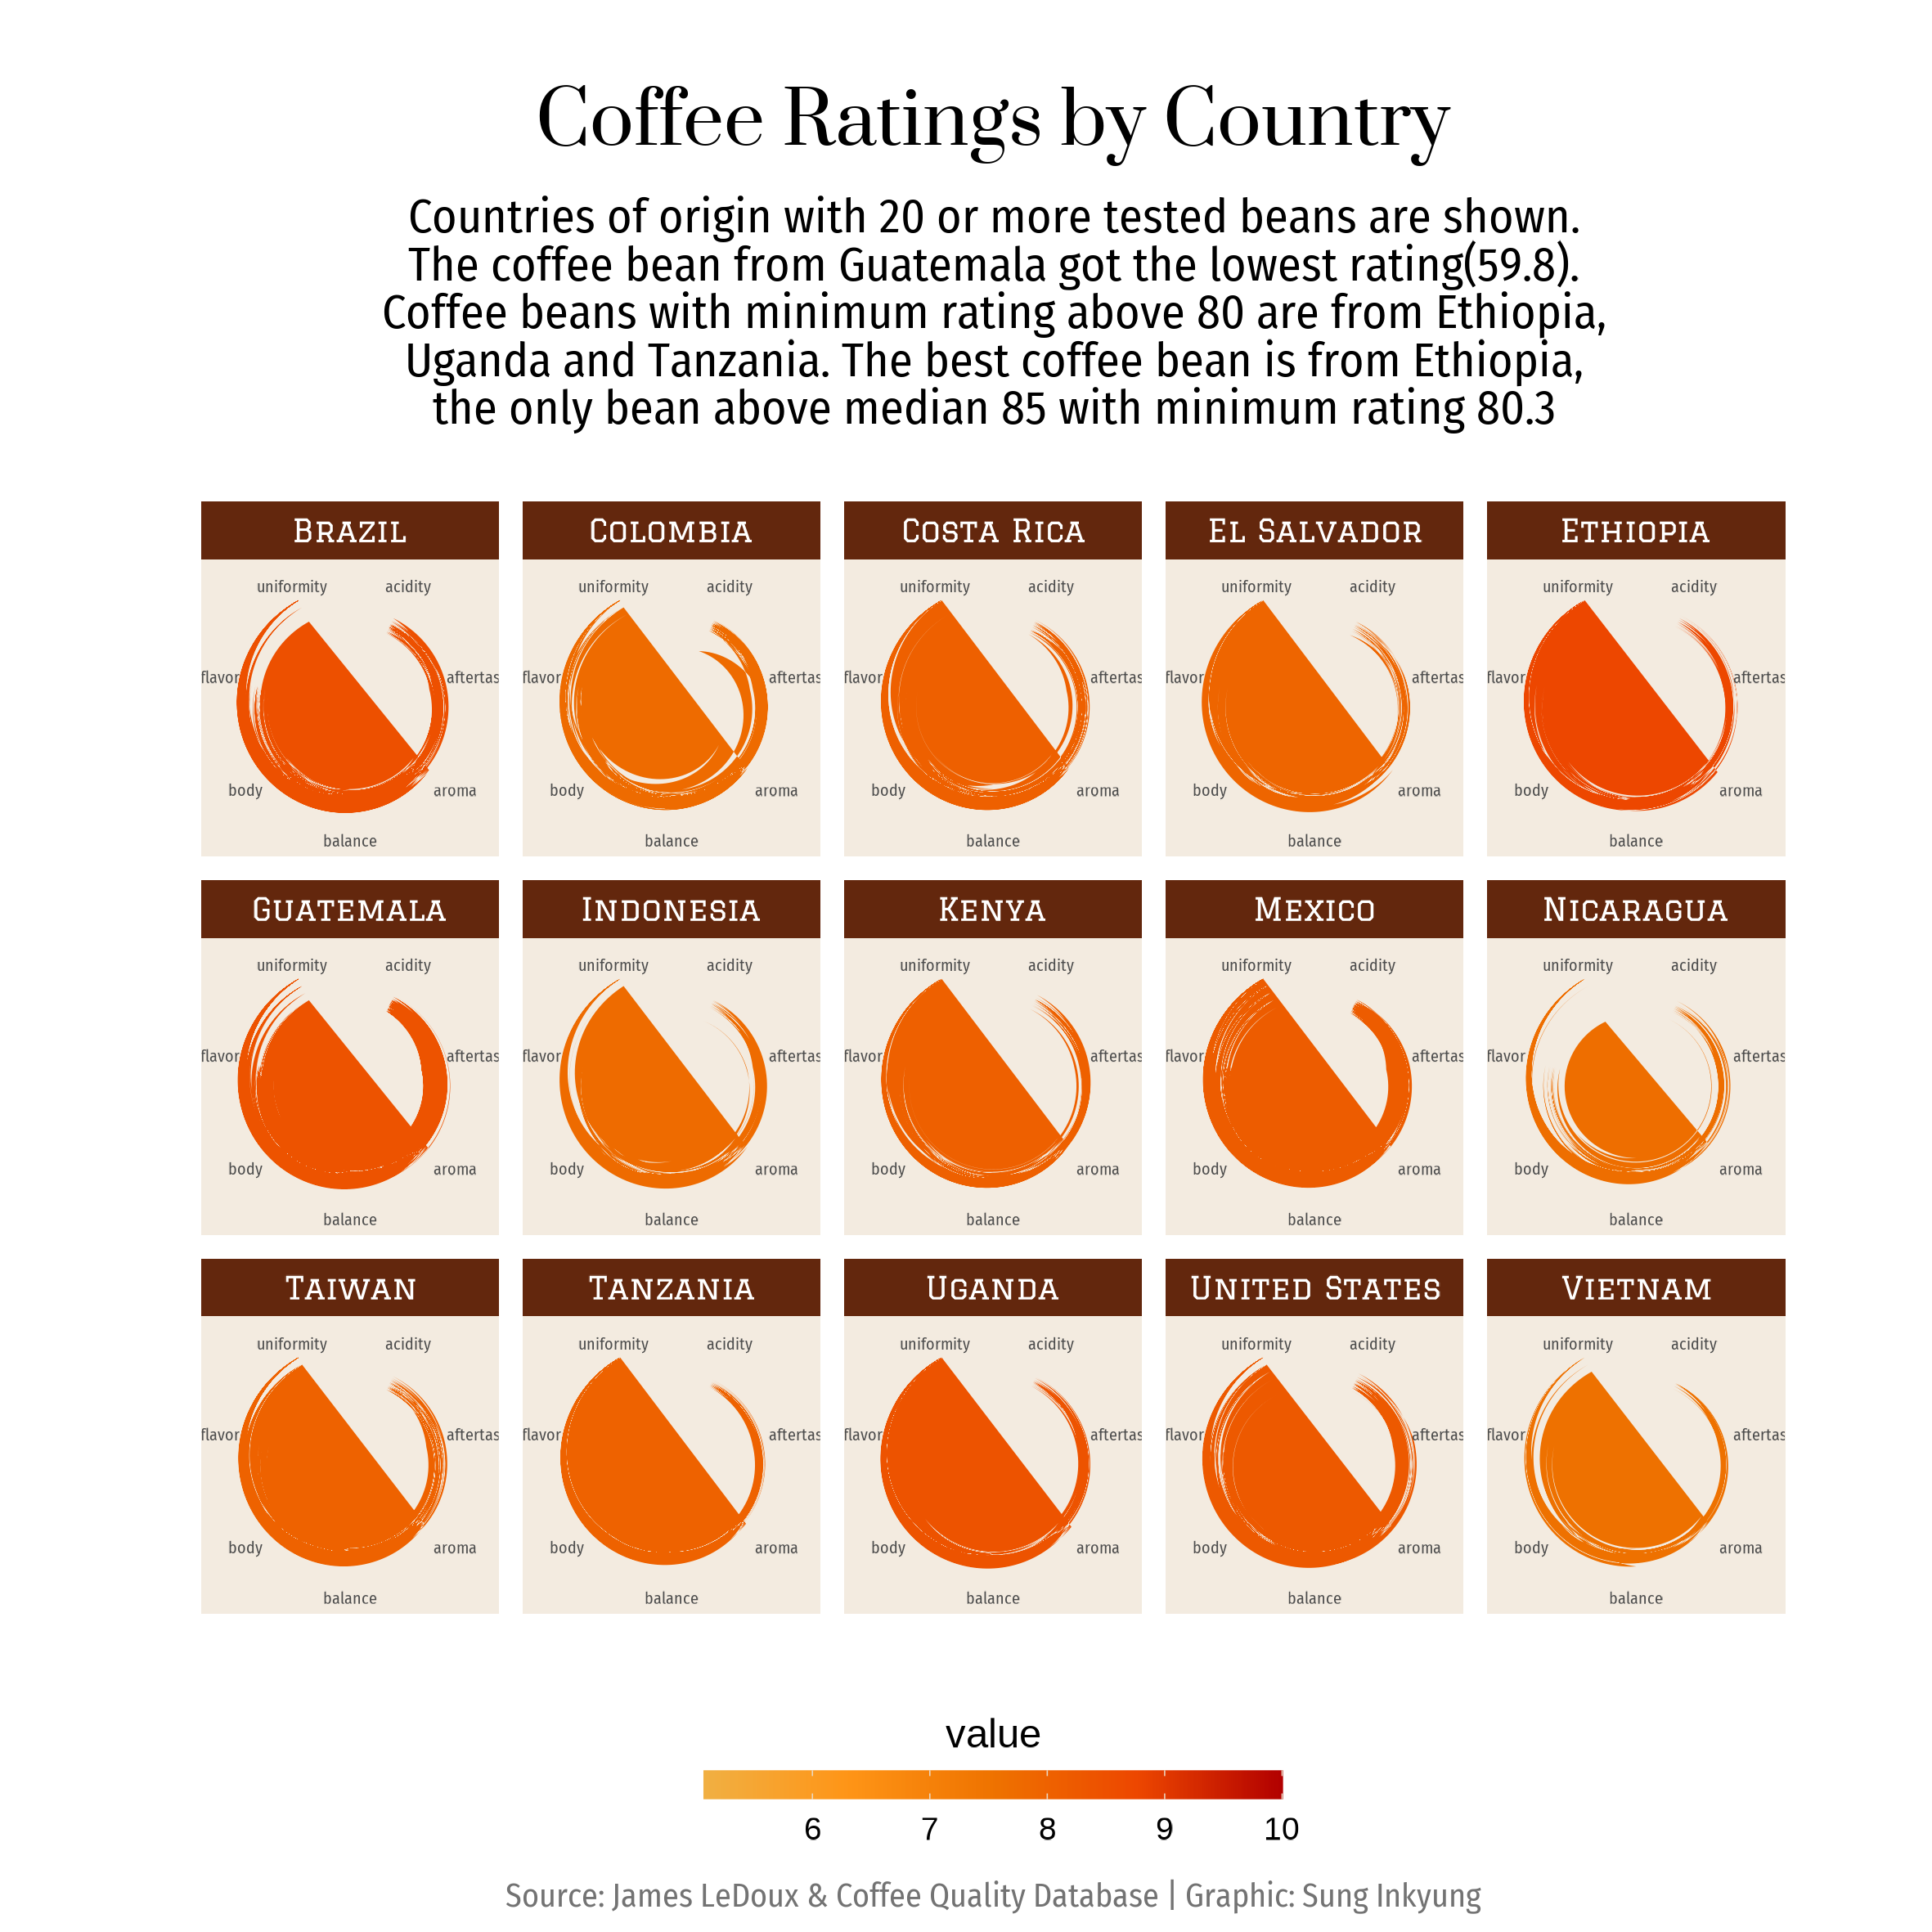 Coffee Ratings by Country
Countries of origin with 20 or more tested beans are shown.
The coffee bean from Guatemala got the lowest rating(59.8).
Coffee beans with minimum rating above 80 are from Ethiopia,
Uganda and Tanzania. The best coffee bean is from Ethiopia,
the only bean above median 85 with minimum rating 80.3
Brazil Colombia Costa Rica El Salvador Ethiopia
uniformity acidity uniformity acidity uniformity acidity uniformity acidity uniformity acidity
flavor aftertas flavor aftertas flavor aftertas flavor aftertas flavor aftertas
body aroma body aroma body aroma body aroma body aroma
balance balance balance balance balance
Guatemala Indonesia Kenya Mexico Nicaragua
uniformity acidity uniformity acidity uniformity acidity uniformity acidity uniformity acidity
flavor aftertas flavor aftertas flavor aftertas flavor aftertas flavor aftertas
body aroma body aroma body aroma body aroma body aroma
balance balance balance balance balance
Taiwan Tanzania Uganda United States Vietnam
uniformity acidity uniformity acidity uniformity acidity uniformity acidity uniformity acidity
flavor aftertas flavor aftertas flavor aftertas flavor aftertas flavor aftertas
body aroma body aroma body aroma body aroma body aroma
balance balance balance balance balance
value
6 7 8 9 10
Source: James LeDoux & Coffee Quality Database | Graphic: Sung Inkyung